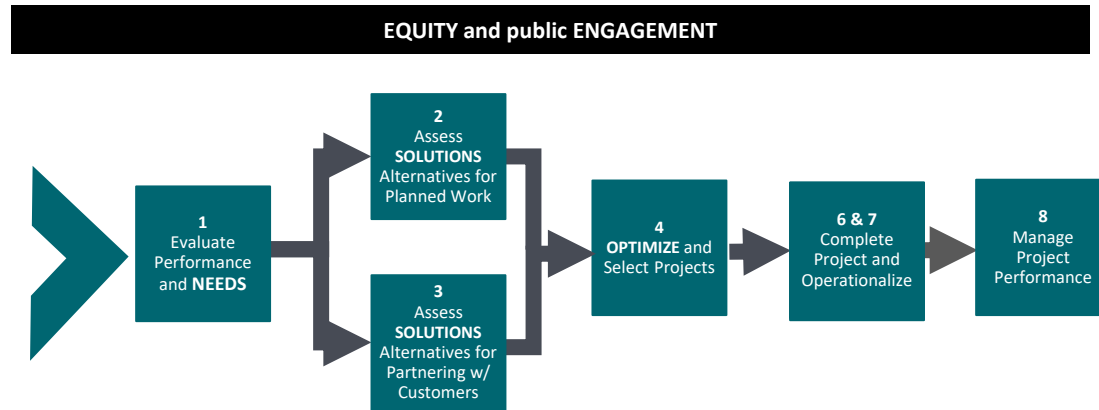 EQUITY and public ENGAGEMENT
1
Evaluate
Performance
and NEEDS
2
Assess
SOLUTIONS
Alternatives for
Planned Work
3
Assess
SOLUTIONS
Alternatives for
Partnering w/
Customers
4
OPTIMIZE and
Select Projects
6 & 7
Complete
Project and
Operationalize
8
Manage
Project
Performance